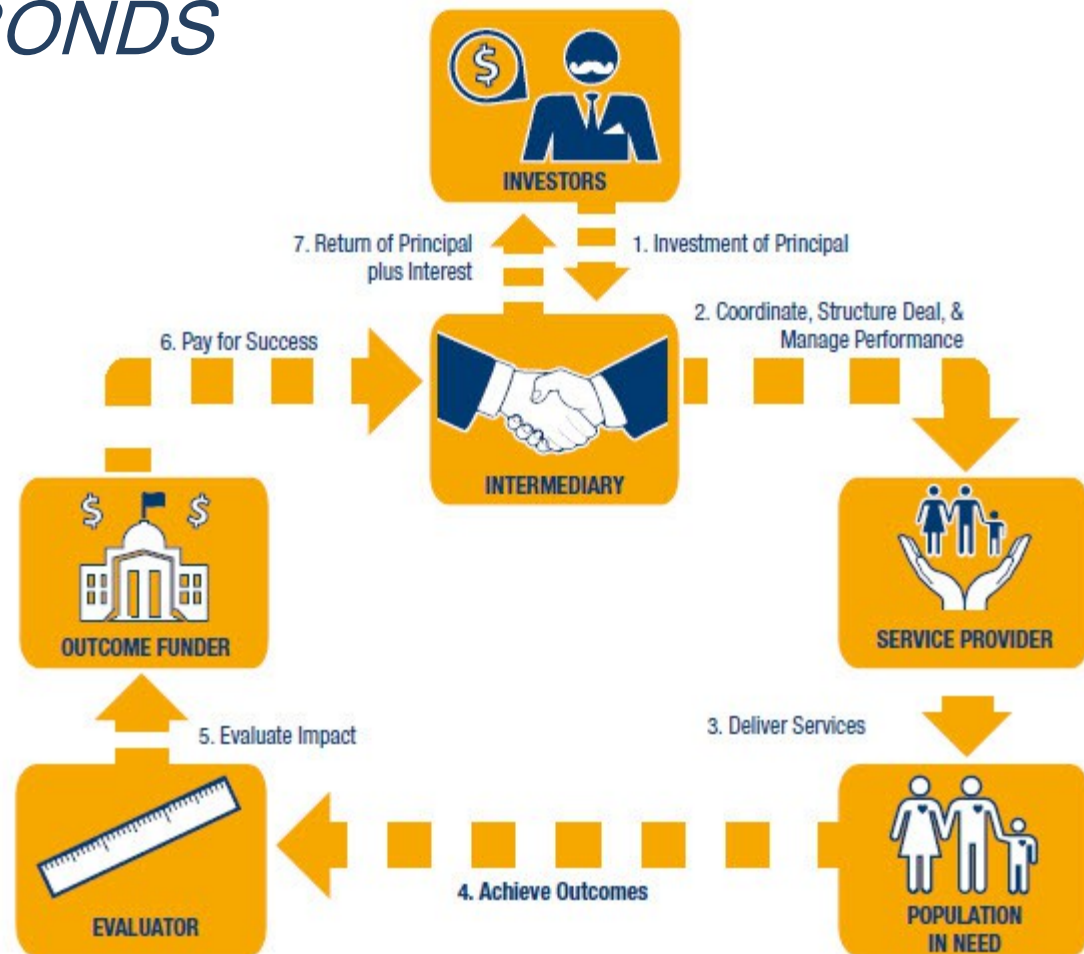 BONDS
$
INVESTORS
7. Return of Principal
plus Interest
1. Investment of Principal
2. Coordinate, Structure Deal, &
Manage Performance
6. Pay for Success
INTERMEDIARY
$ $
OUTCOME FUNDER
SERVICE PROVIDER
5. Evaluate Impact
3. Deliver Services
4. Achieve Outcomes
EVALUATOR
POPULATION
IN NEED